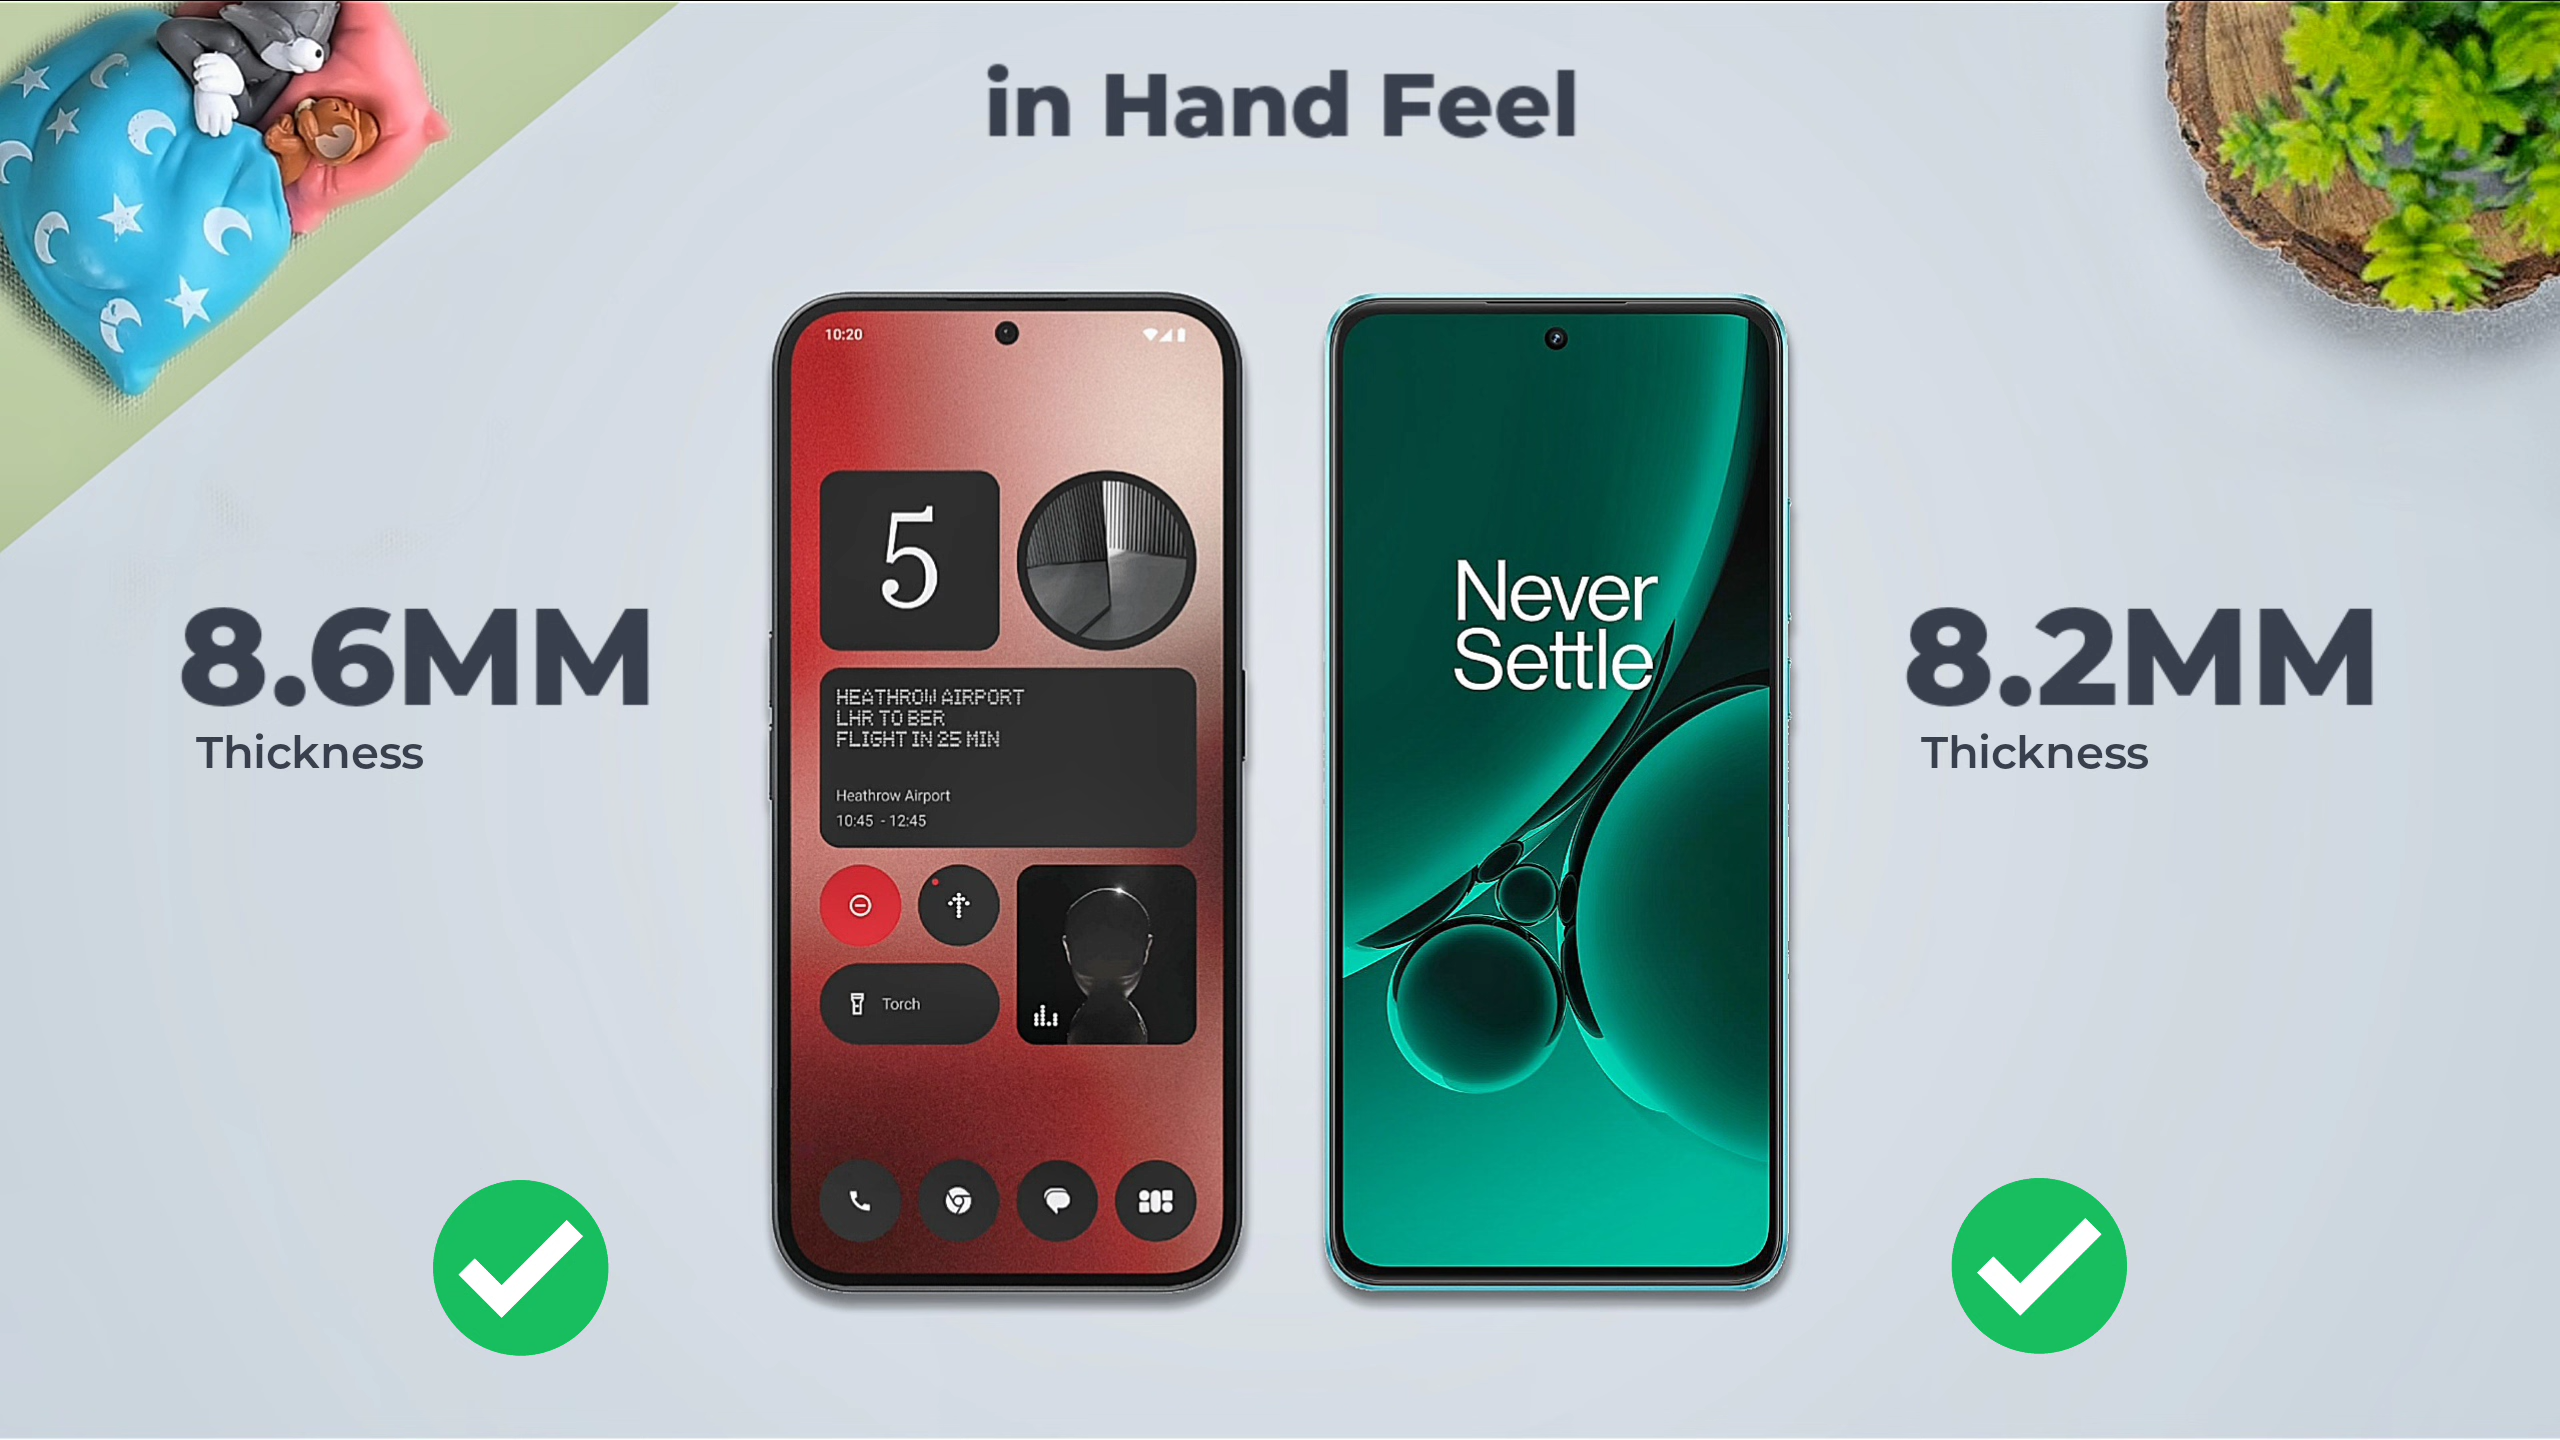 in Hand Feel
10:20
5
HEATHROW AIRPORT
LHR TO BER
FLIGHT IN 25 MIN
Heathrow Airport
10:45 - 12:45
Torch
Never
Settle
8.6MM
Thickness
8.2MM
Thickness